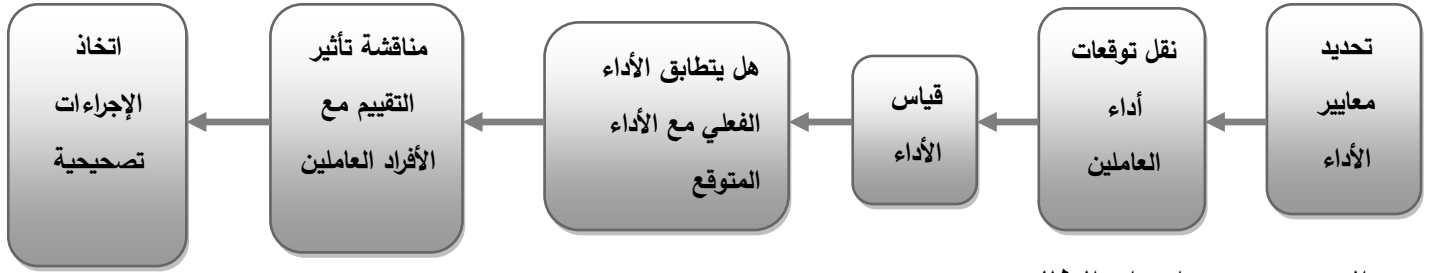 تحديد
معايير
الأداء
نقل توقعات
أداء
العاملين
قياس
الأداء
هل يتطابق الأداء
الفعلي مع الأداء
المتوقع
مناقشة تأثير
التقييم مع
الأفراد العاملين
اتخاذ
الإجراءات
تصحيحية